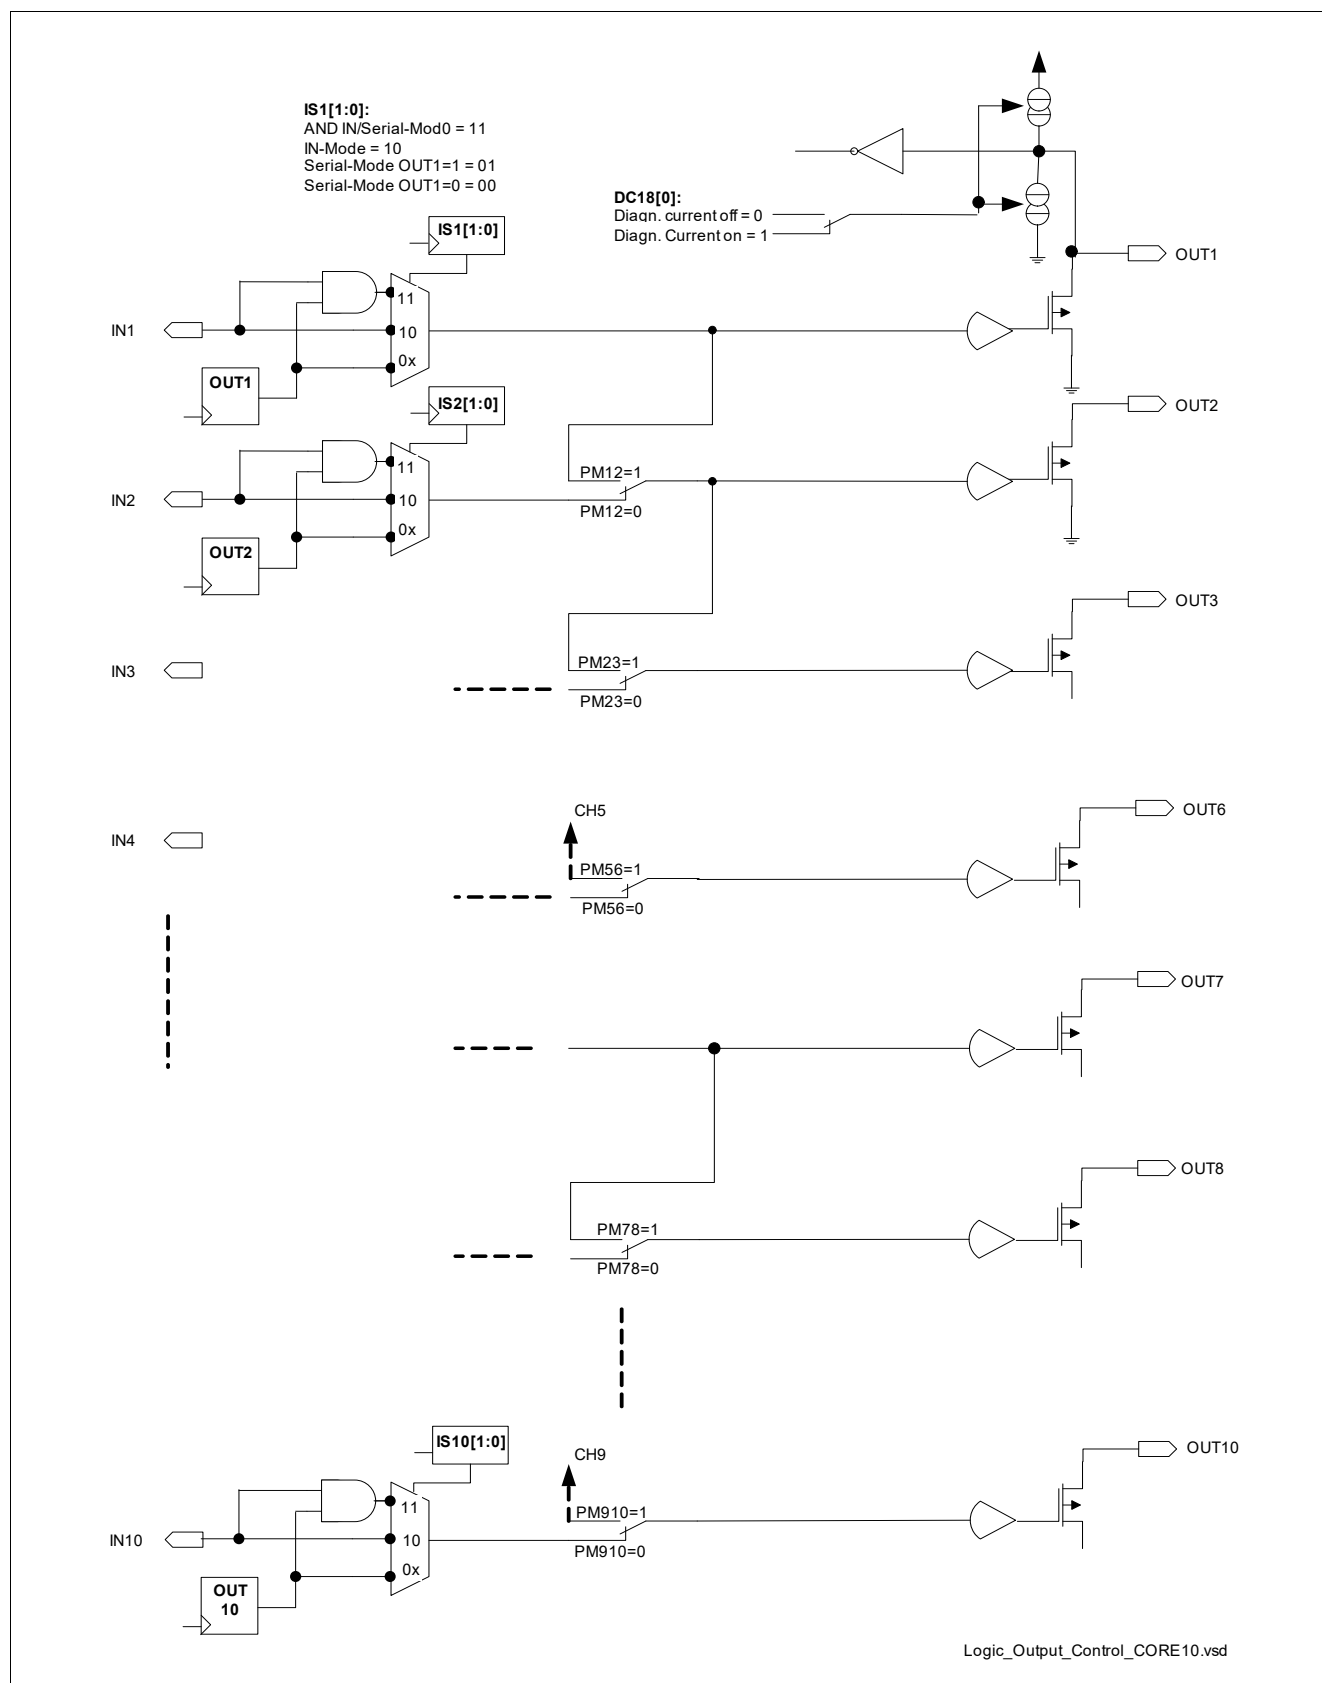 IS1[1:0]:
AND IN/Serial-Mod0 = 11
IN-Mode = 10
Serial-Mode OUT1=1 = 01
Serial-Mode OUT1=0 = 00
DC18[0]:
Diagn. current off = 0
Diagn. Current on = 1
IS1[1:0]
OUT1
11
IN1
10
0x
OUT1
IS2[1:0]
OUT2
11
PM12=1
IN2
10
PM12=0
0x
OUT2
OUT3
PM23=1
IN3
PM23=0
CH5
OUT6
IN4
PM56=1
PM56=0
OUT7
OUT8
PM78=1
PM78=0
IS10[1:0]
CH9
OUT10
11
PM910=1
IN10
10
PM910=0
0x
OUT
10
Logic_Output_Control_CORE10.vsd